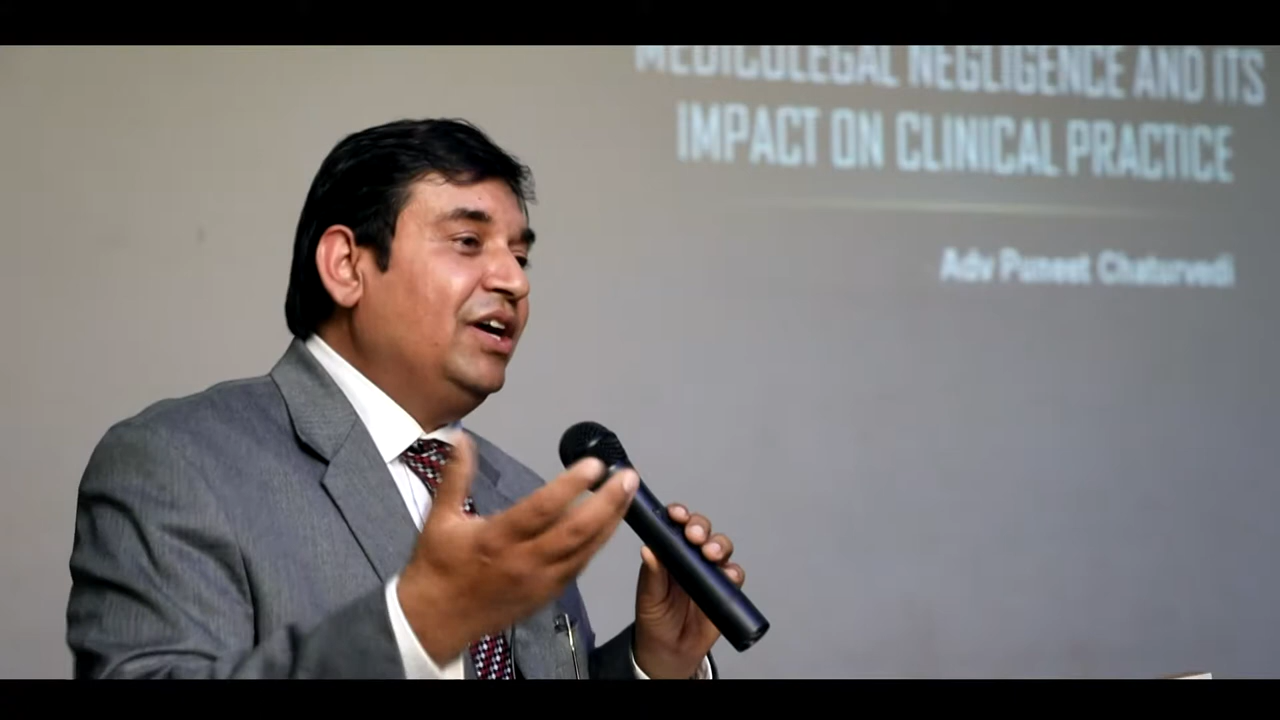 MEDICOLEGAL NEGLIGENCE AND ITS
IMPACT ON CLINICAL PRACTICE
Adv Puneet Chaturvedi